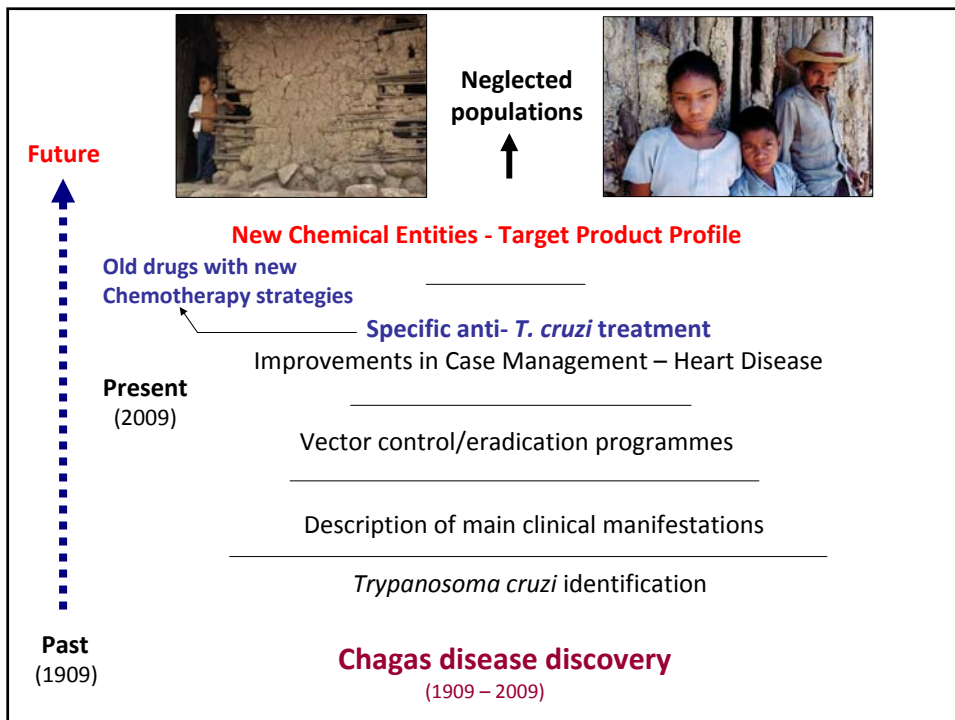 Neglected
populations
Future
New Chemical Entities - Target Product Profile
Old drugs with new
Chemotherapy strategies
Specific anti- T. cruzi treatment
Improvements in Case Management – Heart Disease
Present
(2009)
Vector control/eradication programmes
Description of main clinical manifestations
Trypanosoma cruzi identification
Past
(1909)
Chagas disease discovery
(1909 – 2009)